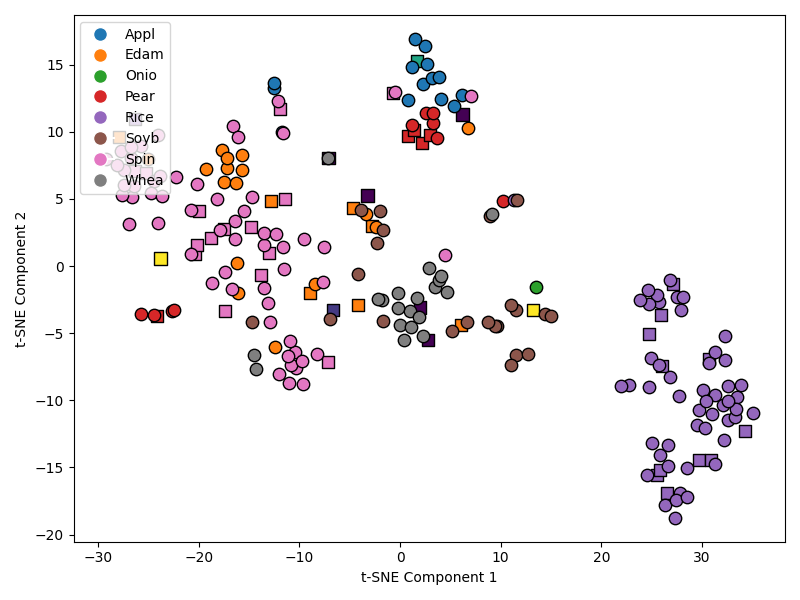 Appl
Edam
Onio
Pear
Rice
Soyb
Spin
Whea
t-SNE Component 2
15
10
5
0
−5
−10
−15
−20
−30
−20
−10
0
10
20
30
t-SNE Component 1